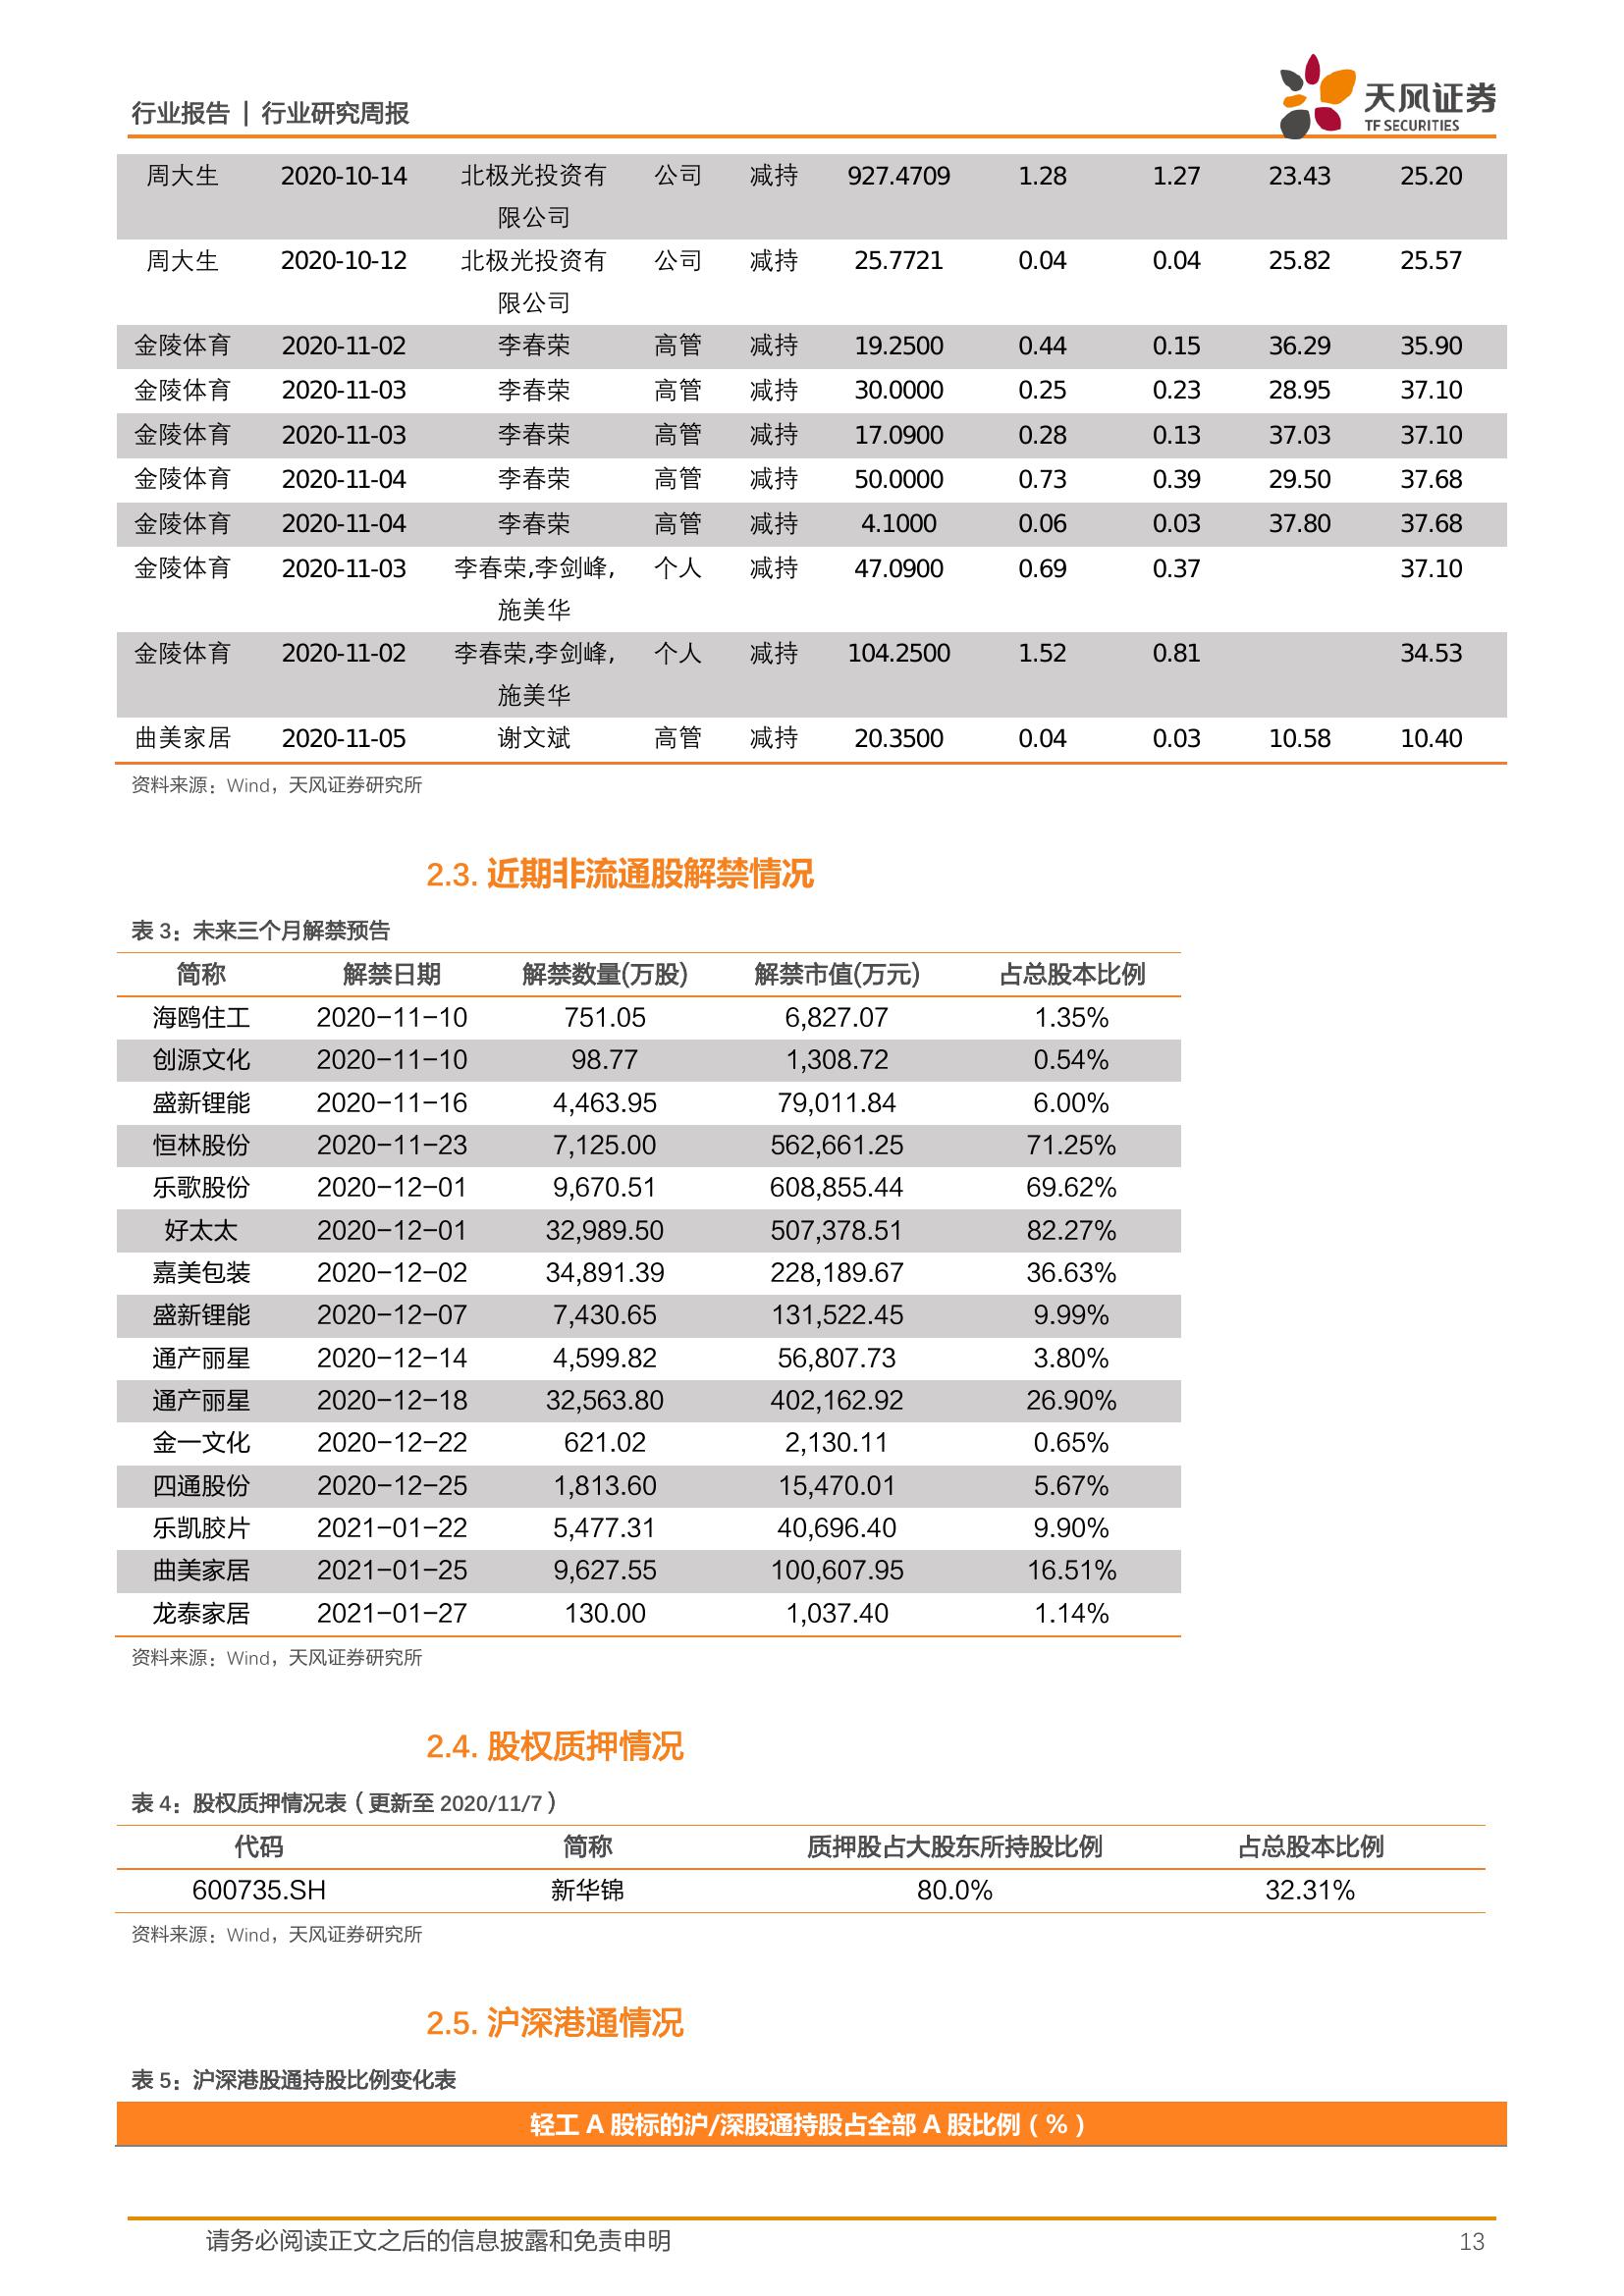 行业报告 | 行业研究周报
天风证券
TF SECURITIES
周大生 2020-10-14 北极光投资有限公司 公司 减持 927.4709 1.28 1.27 23.43 25.20
周大生 2020-10-12 北极光投资有限公司 公司 减持 25.7721 0.04 0.04 25.82 25.57
金陵体育 2020-11-02 李春荣 高管 减持 19.2500 0.44 0.15 36.29 35.90
金陵体育 2020-11-03 李春荣 高管 减持 30.0000 0.25 0.23 28.95 37.10
金陵体育 2020-11-03 李春荣 高管 减持 17.0900 0.28 0.13 37.03 37.10
金陵体育 2020-11-04 李春荣 高管 减持 50.0000 0.73 0.39 29.50 37.68
金陵体育 2020-11-04 李春荣 高管 减持 4.1000 0.06 0.03 37.80 37.68
金陵体育 2020-11-03 李春荣,李剑峰,施美华 个人 减持 47.0900 0.69 0.37 37.10
金陵体育 2020-11-02 李春荣,李剑峰,施美华 个人 减持 104.2500 1.52 0.81 34.53
曲美家居 2020-11-05 谢文斌 高管 减持 20.3500 0.04 0.03 10.58 10.40
资料来源：Wind，天风证券研究所
2.3. 近期非流通股解禁情况
表 3：未来三个月解禁预告
简称 解禁日期 解禁数量(万股) 解禁市值(万元) 占总股本比例
海鸥住工 2020-11-10 751.05 6,827.07 1.35%
创源文化 2020-11-10 98.77 1,308.72 0.54%
盛新锂能 2020-11-16 4,463.95 79,011.84 6.00%
恒林股份 2020-11-23 7,125.00 562,661.25 71.25%
乐歌股份 2020-12-01 9,670.51 608,855.44 69.62%
好太太 2020-12-01 32,989.50 507,378.51 82.27%
嘉美包装 2020-12-02 34,891.39 228,189.67 36.63%
盛新锂能 2020-12-07 7,430.65 131,522.45 9.99%
通产丽星 2020-12-14 4,599.82 56,807.73 3.80%
通产丽星 2020-12-18 32,563.80 402,162.92 26.90%
金一文化 2020-12-22 621.02 2,130.11 0.65%
四通股份 2020-12-25 1,813.60 15,470.01 5.67%
乐凯胶片 2021-01-22 5,477.31 40,696.40 9.90%
曲美家居 2021-01-25 9,627.55 100,607.95 16.51%
龙泰家居 2021-01-27 130.00 1,037.40 1.14%
资料来源：Wind，天风证券研究所
2.4. 股权质押情况
表 4：股权质押情况表（更新至 2020/11/7）
代码 简称 质押股占大股东所持股比例 占总股本比例
600735.SH 新华锦 80.0% 32.31%
资料来源：Wind，天风证券研究所
2.5. 沪深港通情况
表 5：沪深港股通持股比例变化表
轻工 A 股标的沪/深股通持股占全部 A 股比例（%）
请务必阅读正文之后的信息披露和免责申明 13